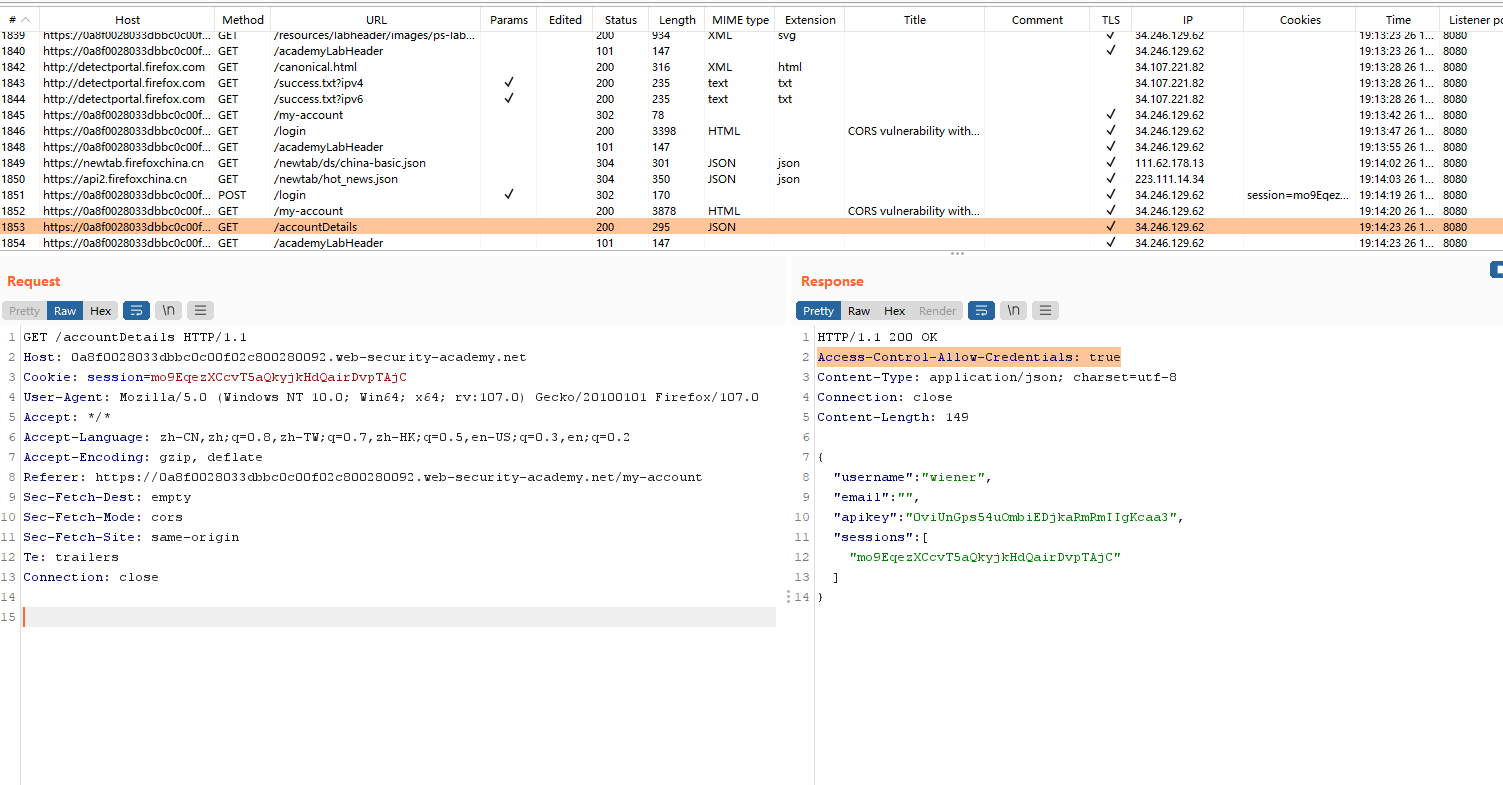 # Host Method URL Params Edited Status Length MIME type Extension Title Comment TLS IP Cookies Time Listener po
1839 https://0a8f0028033dbbc0c00f... GET /resources/labheader/images/ps-lab... 200 934 XML svg ✓ 34.246.129.62 19:13:23 26 1... 8080
1840 https://0a8f0028033dbbc0c00f... GET /academyLabHeader 101 147 ✓ 34.246.129.62 19:13:23 26 1... 8080
1842 http://detectportal.firefox.com GET /canonical.html 200 316 XML html 34.107.221.82 19:13:28 26 1... 8080
1843 http://detectportal.firefox.com GET /success.txt?ipv4 ✓ 200 235 text txt 34.107.221.82 19:13:28 26 1... 8080
1844 http://detectportal.firefox.com GET /success.txt?ipv6 ✓ 200 235 text txt 34.107.221.82 19:13:28 26 1... 8080
1845 https://0a8f0028033dbbc0c00f... GET /my-account 302 78 ✓ 34.246.129.62 19:13:42 26 1... 8080
1846 https://0a8f0028033dbbc0c00f... GET /login 200 3398 HTML CORS vulnerability with... ✓ 34.246.129.62 19:13:47 26 1... 8080
1848 https://0a8f0028033dbbc0c00f... GET /academyLabHeader 101 147 ✓ 34.246.129.62 19:13:55 26 1... 8080
1849 https://newtab.firefoxchina.cn GET /newtab/ds/china-basic.json 304 301 JSON json ✓ 111.62.178.13 19:14:02 26 1... 8080
1850 https://api2.firefoxchina.cn GET /newtab/hot_news.json 304 350 JSON json ✓ 223.111.14.34 19:14:03 26 1... 8080
1851 https://0a8f0028033dbbc0c00f... POST /login ✓ 302 170 ✓ 34.246.129.62 session=mo9Eqez... 19:14:19 26 1... 8080
1852 https://0a8f0028033dbbc0c00f... GET /my-account 200 3878 HTML CORS vulnerability with... ✓ 34.246.129.62 19:14:20 26 1... 8080
1853 https://0a8f0028033dbbc0c00f... GET /accountDetails 200 295 JSON ✓ 34.246.129.62 19:14:23 26 1... 8080
1854 https://0a8f0028033dbbc0c00f... GET /academyLabHeader 101 147 ✓ 34.246.129.62 19:14:23 26 1... 8080
Request
Pretty Raw Hex \n
1 GET /accountDetails HTTP/1.1
2 Host: 0a8f0028033dbbc0c00f02c800280092.web-security-academy.net
3 Cookie: session=mo9EqezXCcvT5aQkyjkHdQairDvpTAjC
4 User-Agent: Mozilla/5.0 (Windows NT 10.0; Win64; x64; rv:107.0) Gecko/20100101 Firefox/107.0
5 Accept: */*
6 Accept-Language: zh-CN,zh;q=0.8,zh-TW;q=0.7,zh-HK;q=0.5,en-US;q=0.3,en;q=0.2
7 Accept-Encoding: gzip, deflate
8 Referer: https://0a8f0028033dbbc0c00f02c800280092.web-security-academy.net/my-account
9 Sec-Fetch-Dest: empty
10 Sec-Fetch-Mode: cors
11 Sec-Fetch-Site: same-origin
12 Te: trailers
13 Connection: close
14
15
Response
Pretty Raw Hex Render \n
1 HTTP/1.1 200 OK
2 Access-Control-Allow-Credentials: true
3 Content-Type: application/json; charset=utf-8
4 Connection: close
5 Content-Length: 149
6
7 {
8 "username":"wiener",
9 "email":"",
10 "apikey":"0viUnGps54uOmbiEDjkaRmRmIIgKcaa3",
11 "sessions":[
12 "mo9EqezXCcvT5aQkyjkHdQairDvpTAjC"
13 ]
14 }